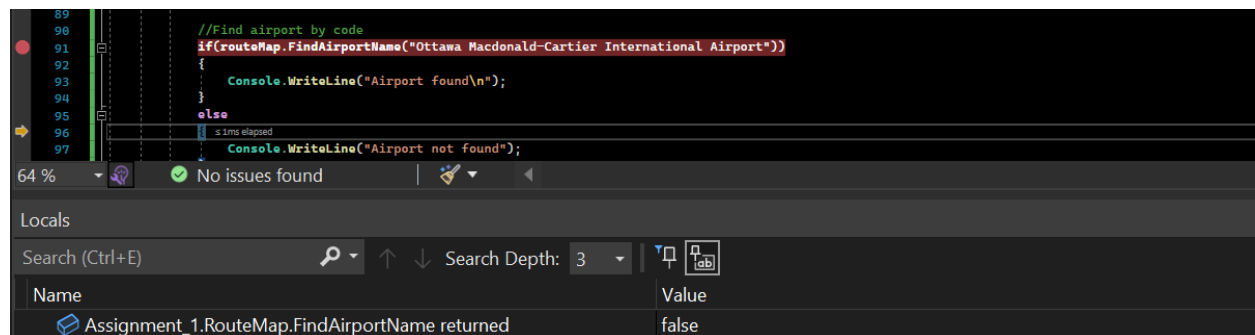 89
90 //Find airport by code
91 if(routeMap.FindAirportName("Ottawa Macdonald-Cartier International Airport"))
92 {
93 Console.WriteLine("Airport found\n");
94 }
95 else
96 { ≤ 1ms elapsed
97 Console.WriteLine("Airport not found");
64 % No issues found
Locals
Search (Ctrl+E) Search Depth: 3
Name Value
Assignment_1.RouteMap.FindAirportName returned false